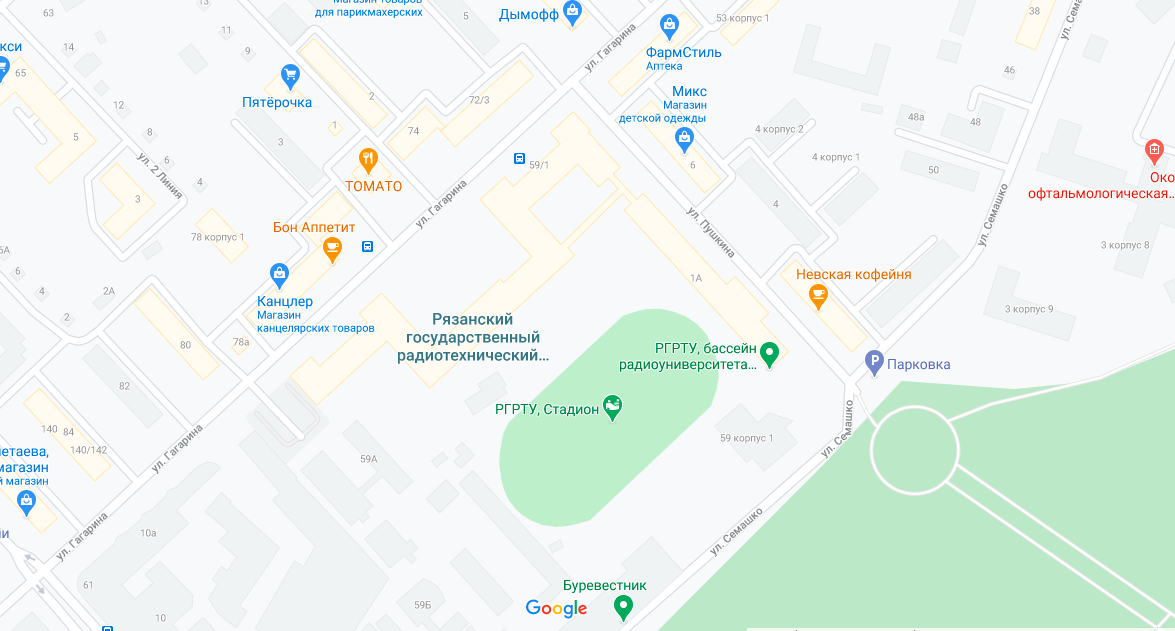 63
Магазин товаров
для парикмахерских
13
5
Дымофф
53 корпус 1
38
ул. Гагарина
ФармСтиль
Аптека
14
11
9
65
Пятёрочка
2
72/3
Микс
Магазин
детской одежды
46
12
48а
48
5
8
1
74
3
4 корпус 2
6
ул. 2 Линия
ТОМАТО
59/1
6
4 корпус 1
50
Око
офтальмологическая...
4
3
ул. Гагарина
4
ул. Пушкина
ул. Семашко
78 корпус 1
Бон Аппетит
3 корпус 8
5А
6
4
2А
2
Канцлер
Магазин
канцелярских товаров
1А
Невская кофейня
3 корпус 9
80
78а
Рязанский
государственный
радиотехнический...
РГРТУ, бассейн
радиоуниверситета...
Парковка
82
РГРТУ, Стадион
140
84
140/142
59А
59 корпус 1
ул. Семашко
ул. Гагарина
магазин
й магазин
ул. Гагарина
10а
ул. Семашко
61
10
59Б
Буревестник
Google